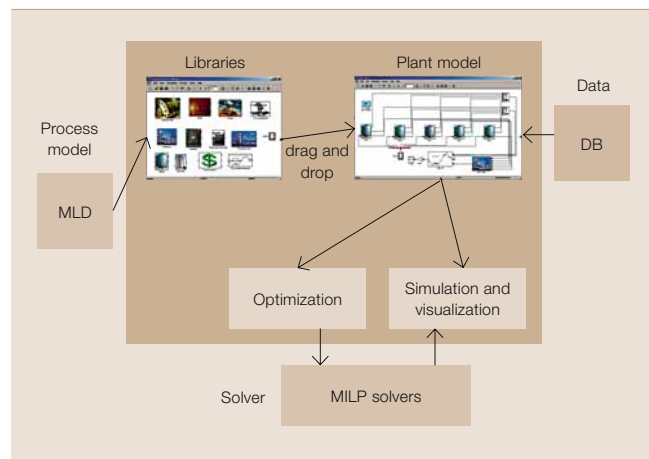 Libraries
Plant model
Data
Process
model
drag and
drop
DB
MLD
Optimization
Simulation and
visualization
Solver
MILP solvers